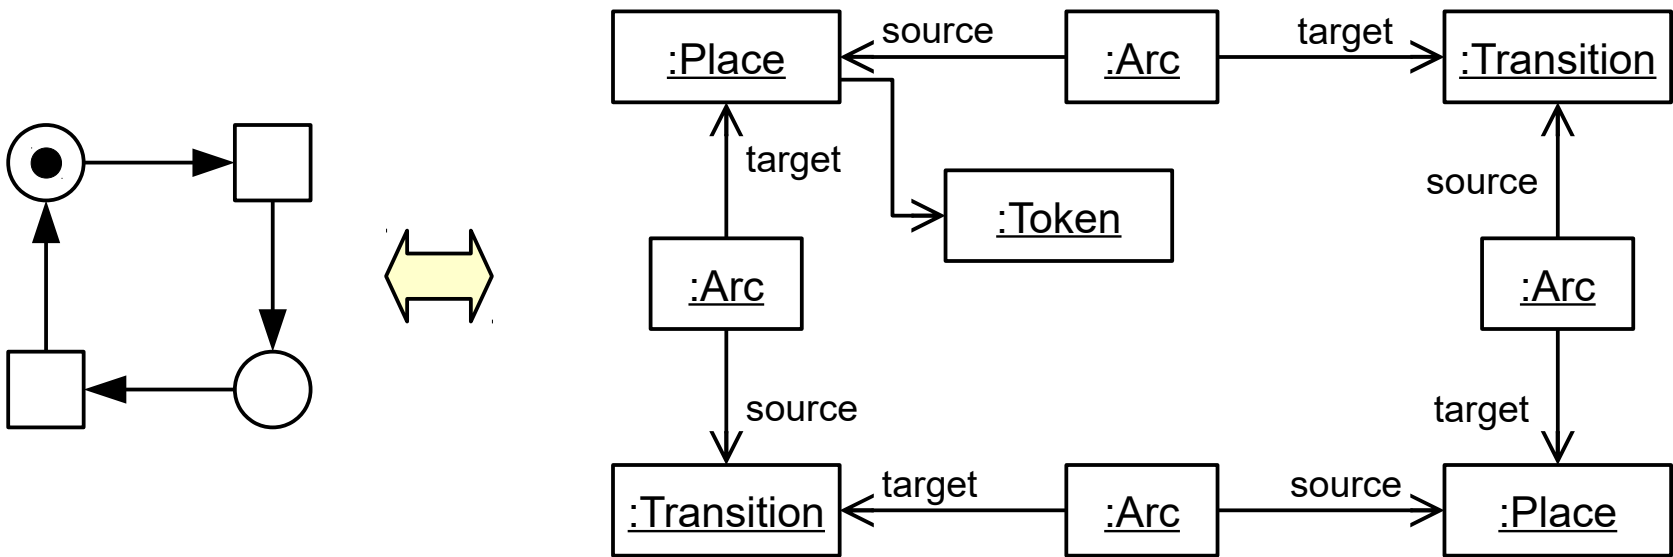 source
target
:Place
:Arc
:Transition
target
source
:Token
:Arc
:Arc
source
target
target
source
:Transition
:Arc
:Place